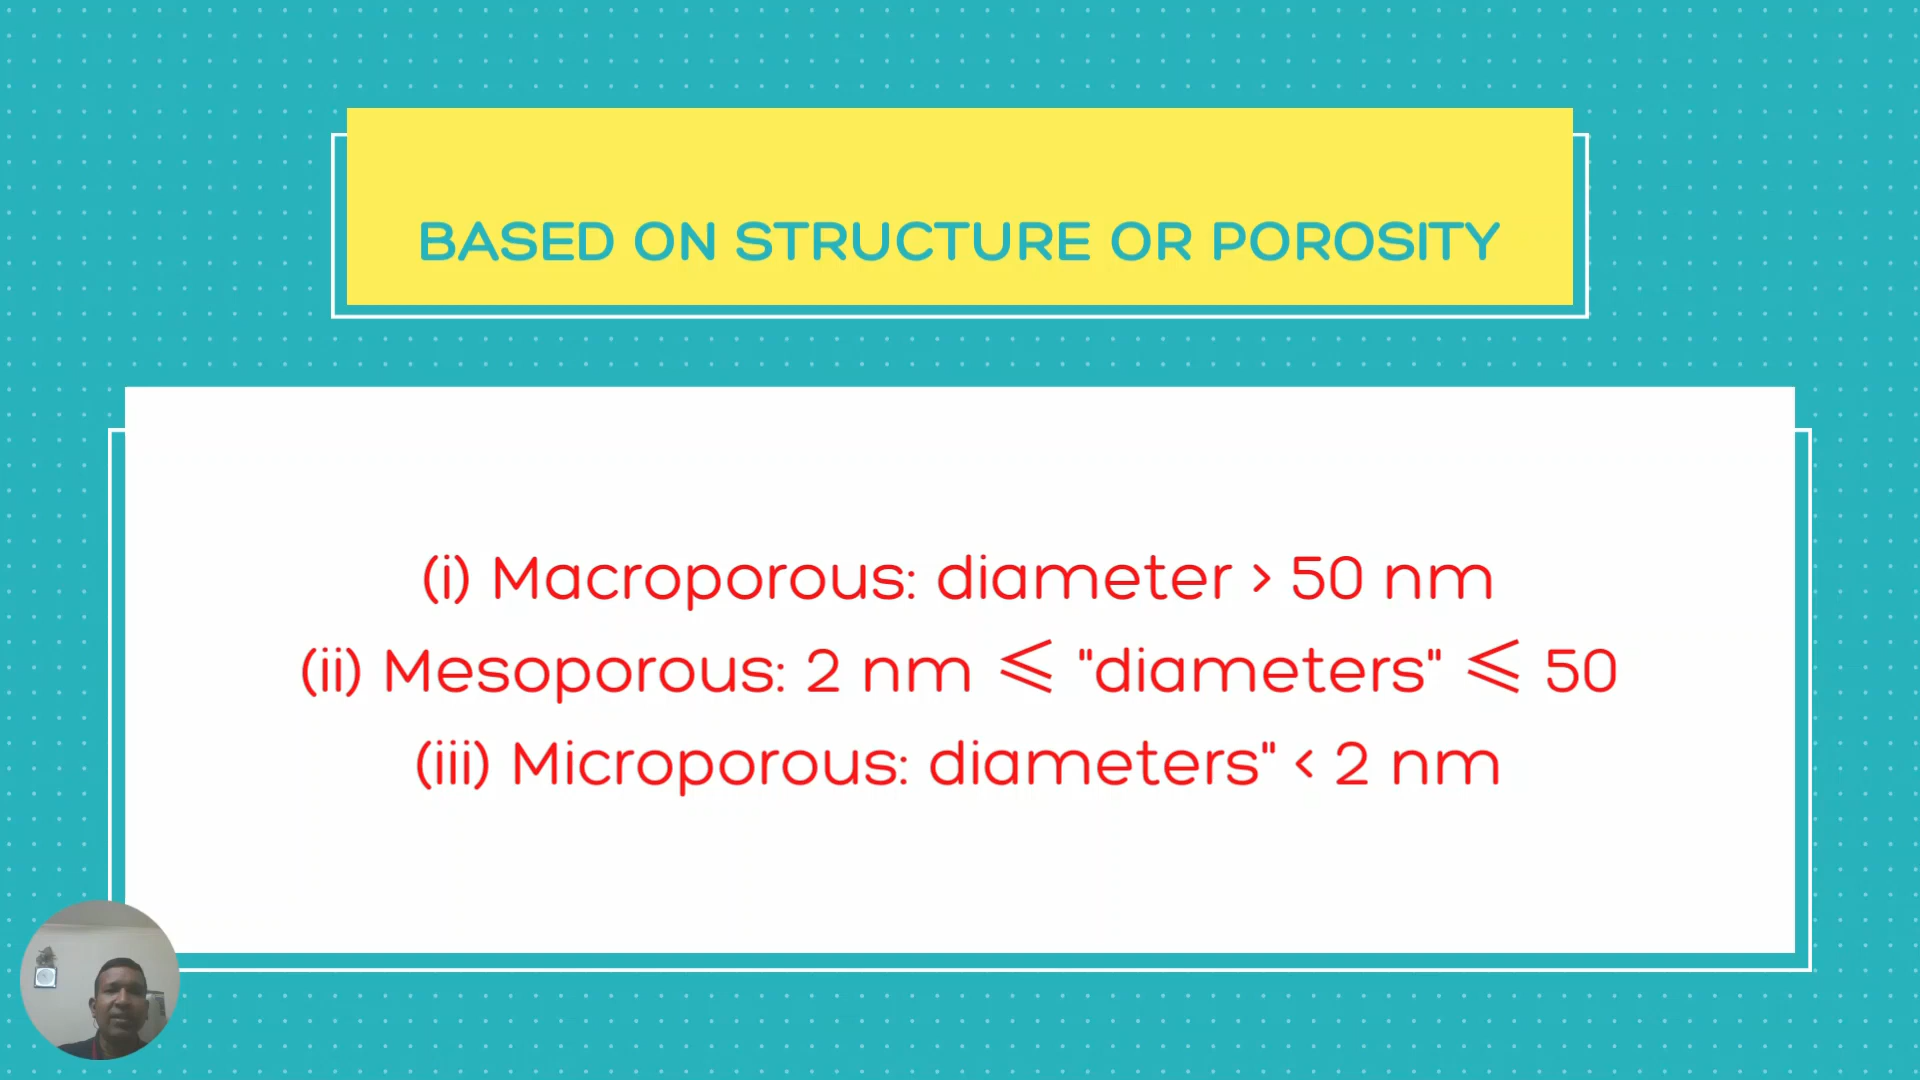 BASED ON STRUCTURE OR POROSITY
(i) Macroporous: diameter > 50 nm
(ii) Mesoporous: 2 nm ⩽ "diameters" ⩽ 50
(iii) Microporous: diameters" < 2 nm